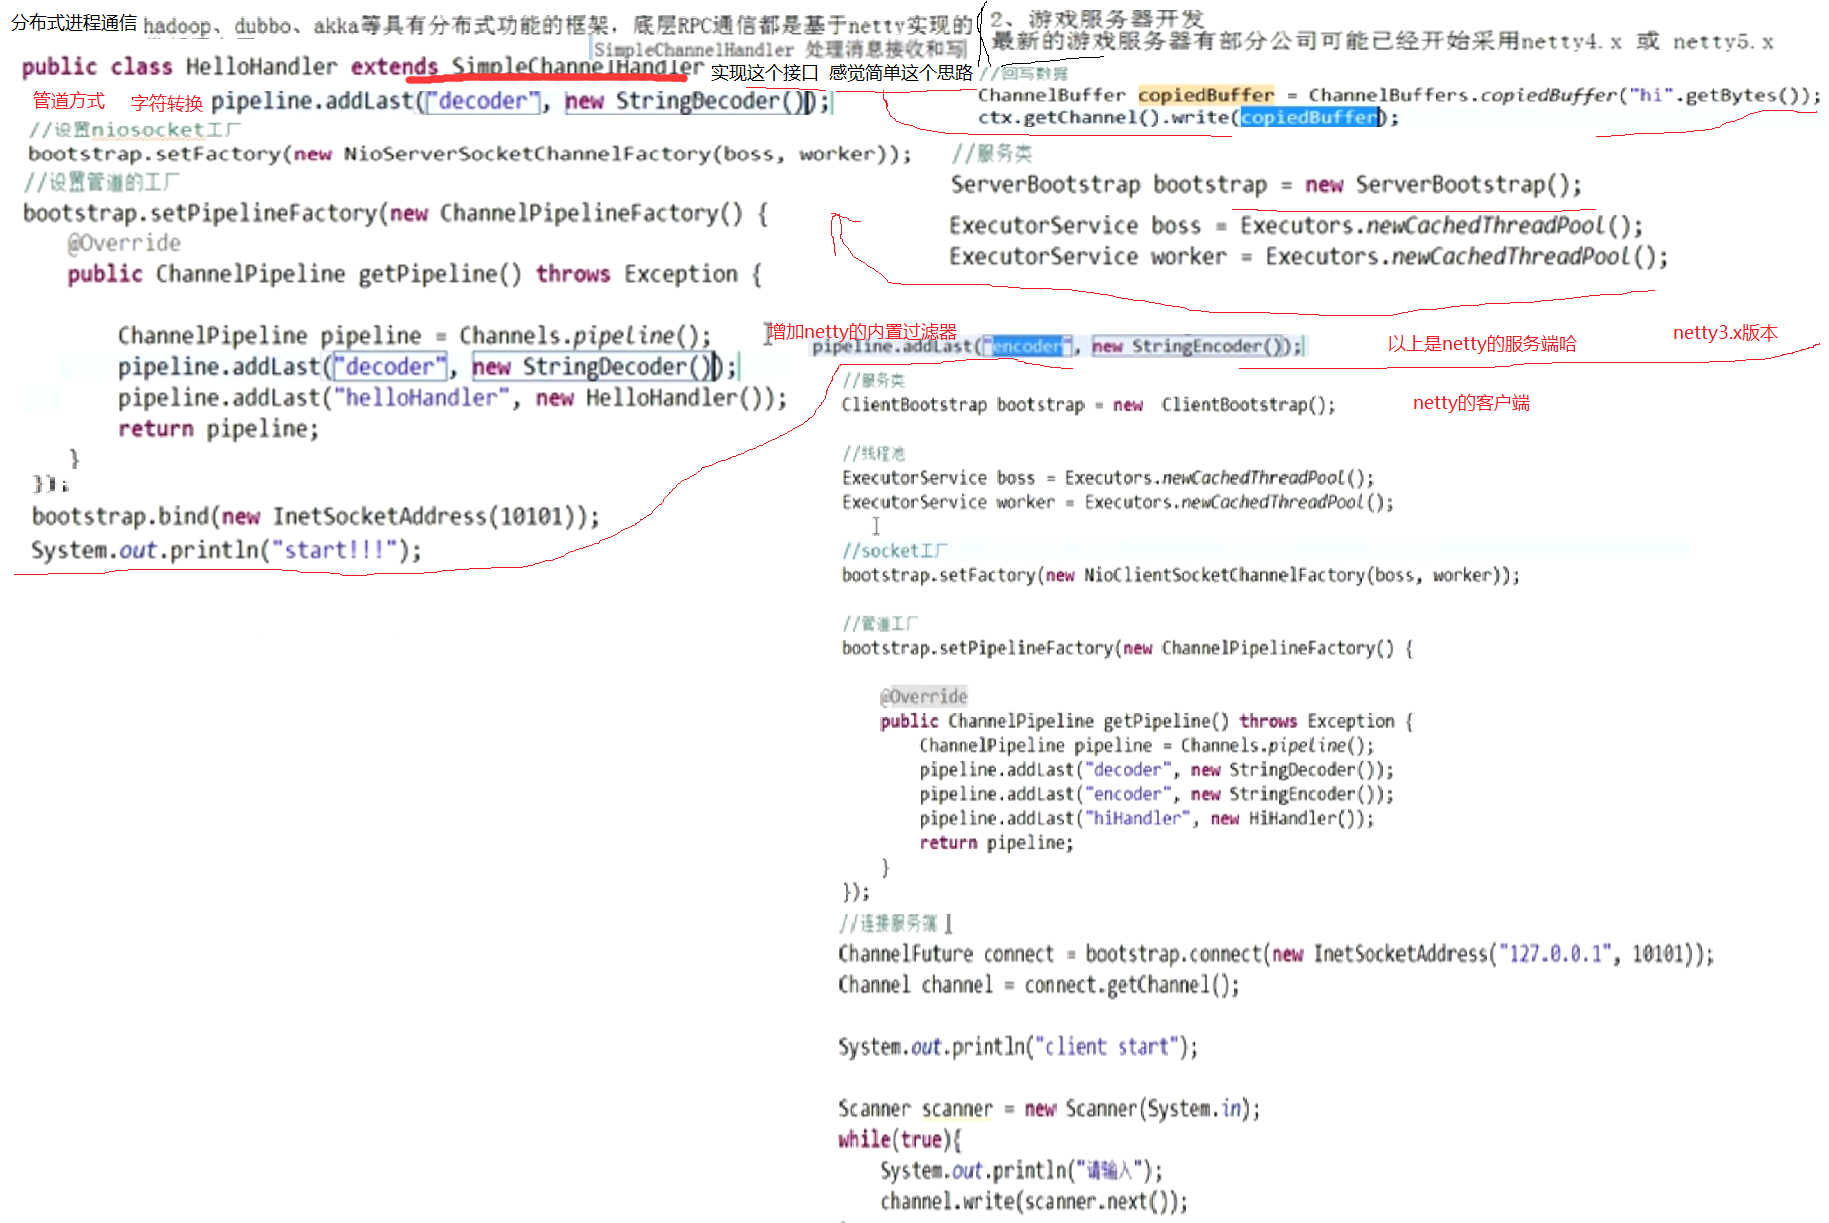 分布式进程通信
hadoop、dubbo、akka等具有分布式功能的框架，底层RPC通信都是基于netty实现的
SimpleChannelHandler 处理消息接收和写
public class HelloHandler extends SimpleChannelHandler
实现这个接口 感觉简单这个思路
管道方式 字符转换 pipeline.addLast("decoder", new StringDecoder());
//设置niosocket工厂
bootstrap.setFactory(new NioServerSocketChannelFactory(boss, worker));
//设置管道的工厂
bootstrap.setPipelineFactory(new ChannelPipelineFactory() {
@Override
public ChannelPipeline getPipeline() throws Exception {
ChannelPipeline pipeline = Channels.pipeline();
pipeline.addLast("decoder", new StringDecoder());
pipeline.addLast("helloHandler", new HelloHandler());
return pipeline;
}
});
bootstrap.bind(new InetSocketAddress(10101));
System.out.println("start!!!");
2、游戏服务器开发
最新的游戏服务器有部分公司可能已经开始采用netty4.x 或 netty5.x
//回写数据
ChannelBuffer copiedBuffer = ChannelBuffers.copiedBuffer("hi".getBytes());
ctx.getChannel().write(copiedBuffer);
//服务类
ServerBootstrap bootstrap = new ServerBootstrap();
ExecutorService boss = Executors.newCachedThreadPool();
ExecutorService worker = Executors.newCachedThreadPool();
增加netty的内置过滤器
pipeline.addLast("encoder", new StringEncoder());
以上是netty的服务端哈
netty3.x版本
//服务类
ClientBootstrap bootstrap = new ClientBootstrap();
netty的客户端
//线程池
ExecutorService boss = Executors.newCachedThreadPool();
ExecutorService worker = Executors.newCachedThreadPool();
//socket工厂
bootstrap.setFactory(new NioClientSocketChannelFactory(boss, worker));
//管道工厂
bootstrap.setPipelineFactory(new ChannelPipelineFactory() {
@Override
public ChannelPipeline getPipeline() throws Exception {
ChannelPipeline pipeline = Channels.pipeline();
pipeline.addLast("decoder", new StringDecoder());
pipeline.addLast("encoder", new StringEncoder());
pipeline.addLast("hiHandler", new HiHandler());
return pipeline;
}
});
//连接服务端
ChannelFuture connect = bootstrap.connect(new InetSocketAddress("127.0.0.1", 10101));
Channel channel = connect.getChannel();
System.out.println("client start");
Scanner scanner = new Scanner(System.in);
while(true){
System.out.println("请输入");
channel.write(scanner.next());